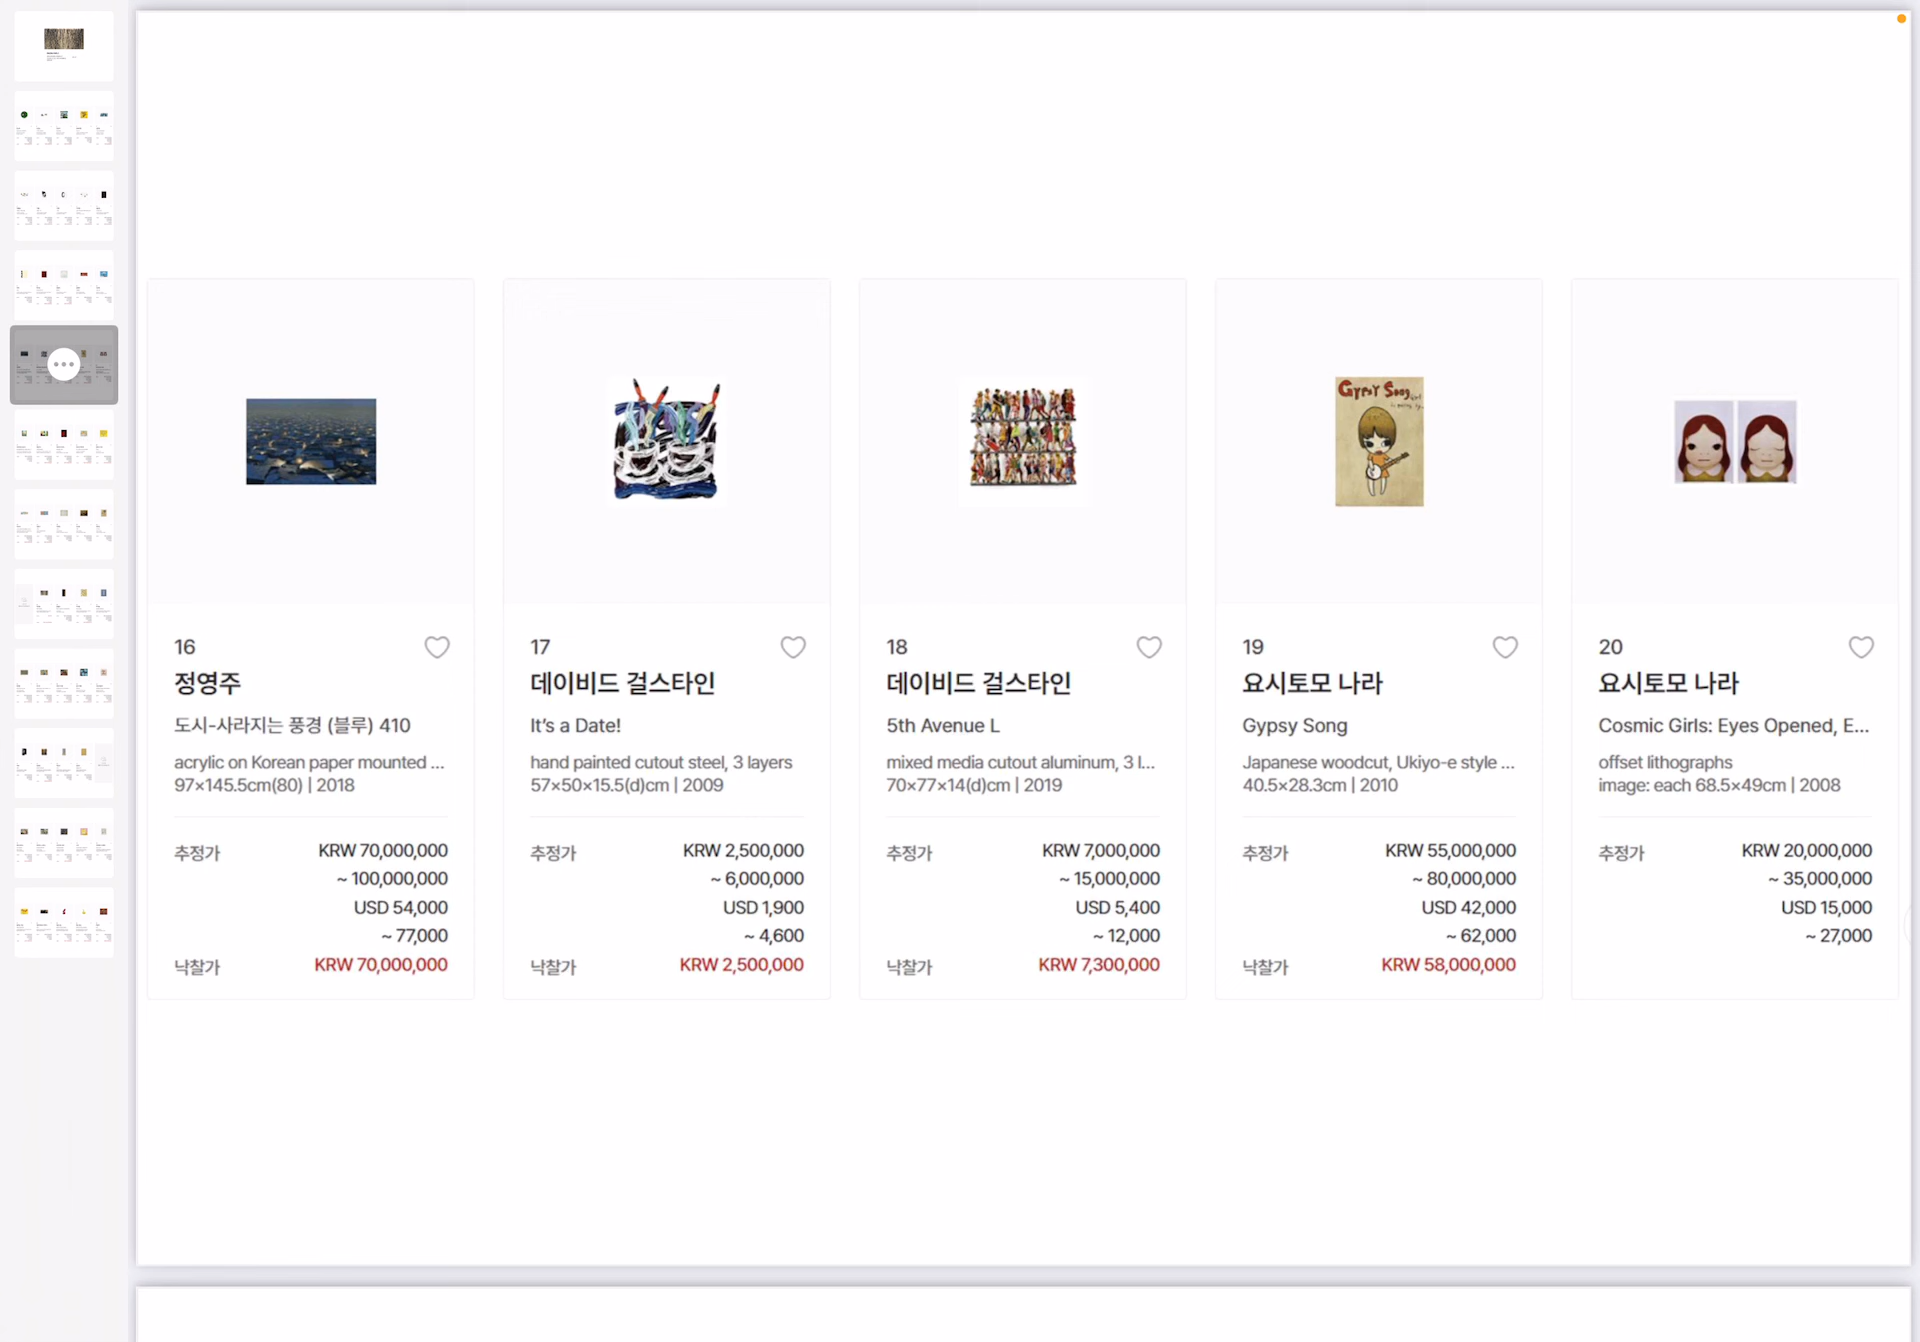 Gypsy Song
16
정영주
도시-사라지는 풍경 (블루) 410
acrylic on Korean paper mounted ...
97×145.5cm(80) | 2018
추정가 KRW 70,000,000
~ 100,000,000
USD 54,000
~ 77,000
낙찰가 KRW 70,000,000
17
데이비드 걸스타인
It's a Date!
hand painted cutout steel, 3 layers
57×50×15.5(d)cm | 2009
추정가 KRW 2,500,000
~ 6,000,000
USD 1,900
~ 4,600
낙찰가 KRW 2,500,000
18
데이비드 걸스타인
5th Avenue L
mixed media cutout aluminum, 3 l...
70×77×14(d)cm | 2019
추정가 KRW 7,000,000
~ 15,000,000
USD 5,400
~ 12,000
낙찰가 KRW 7,300,000
19
요시토모 나라
Gypsy Song
Japanese woodcut, Ukiyo-e style ...
40.5×28.3cm | 2010
추정가 KRW 55,000,000
~ 80,000,000
USD 42,000
~ 62,000
낙찰가 KRW 58,000,000
20
요시토모 나라
Cosmic Girls: Eyes Opened, E...
offset lithographs
image: each 68.5×49cm | 2008
추정가 KRW 20,000,000
~ 35,000,000
USD 15,000
~ 27,000